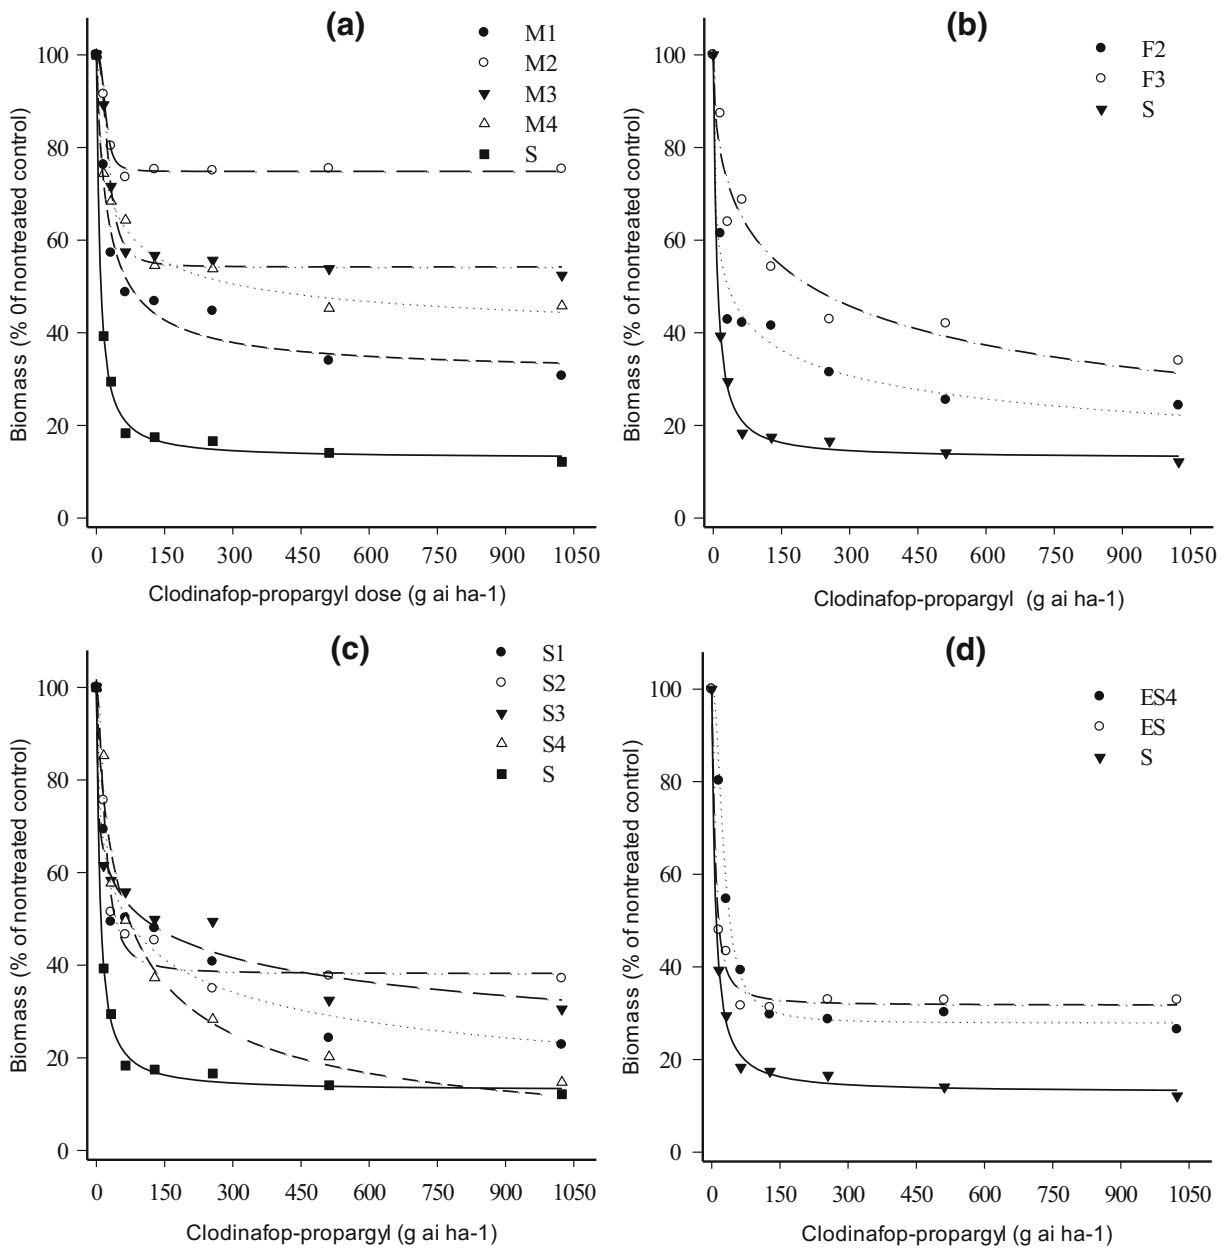 (a)
M1
M2
M3
M4
S
100
80
60
40
20
0
Biomass (% 0f nontreated control)
0 150 300 450 600 750 900 1050
Clodinafop-propargyl dose (g ai ha-1)
(b)
F2
F3
S
100
80
60
40
20
0
Biomass (% of nontreated control)
0 150 300 450 600 750 900 1050
Clodinafop-propargyl (g ai ha-1)
(c)
S1
S2
S3
S4
S
100
80
60
40
20
0
Biomass (% of nontreated control)
0 150 300 450 600 750 900 1050
Clodinafop-propargyl (g ai ha-1)
(d)
ES4
ES
S
100
80
60
40
20
0
Biomass (% of nontreated control)
0 150 300 450 600 750 900 1050
Clodinafop-propargyl (g ai ha-1)